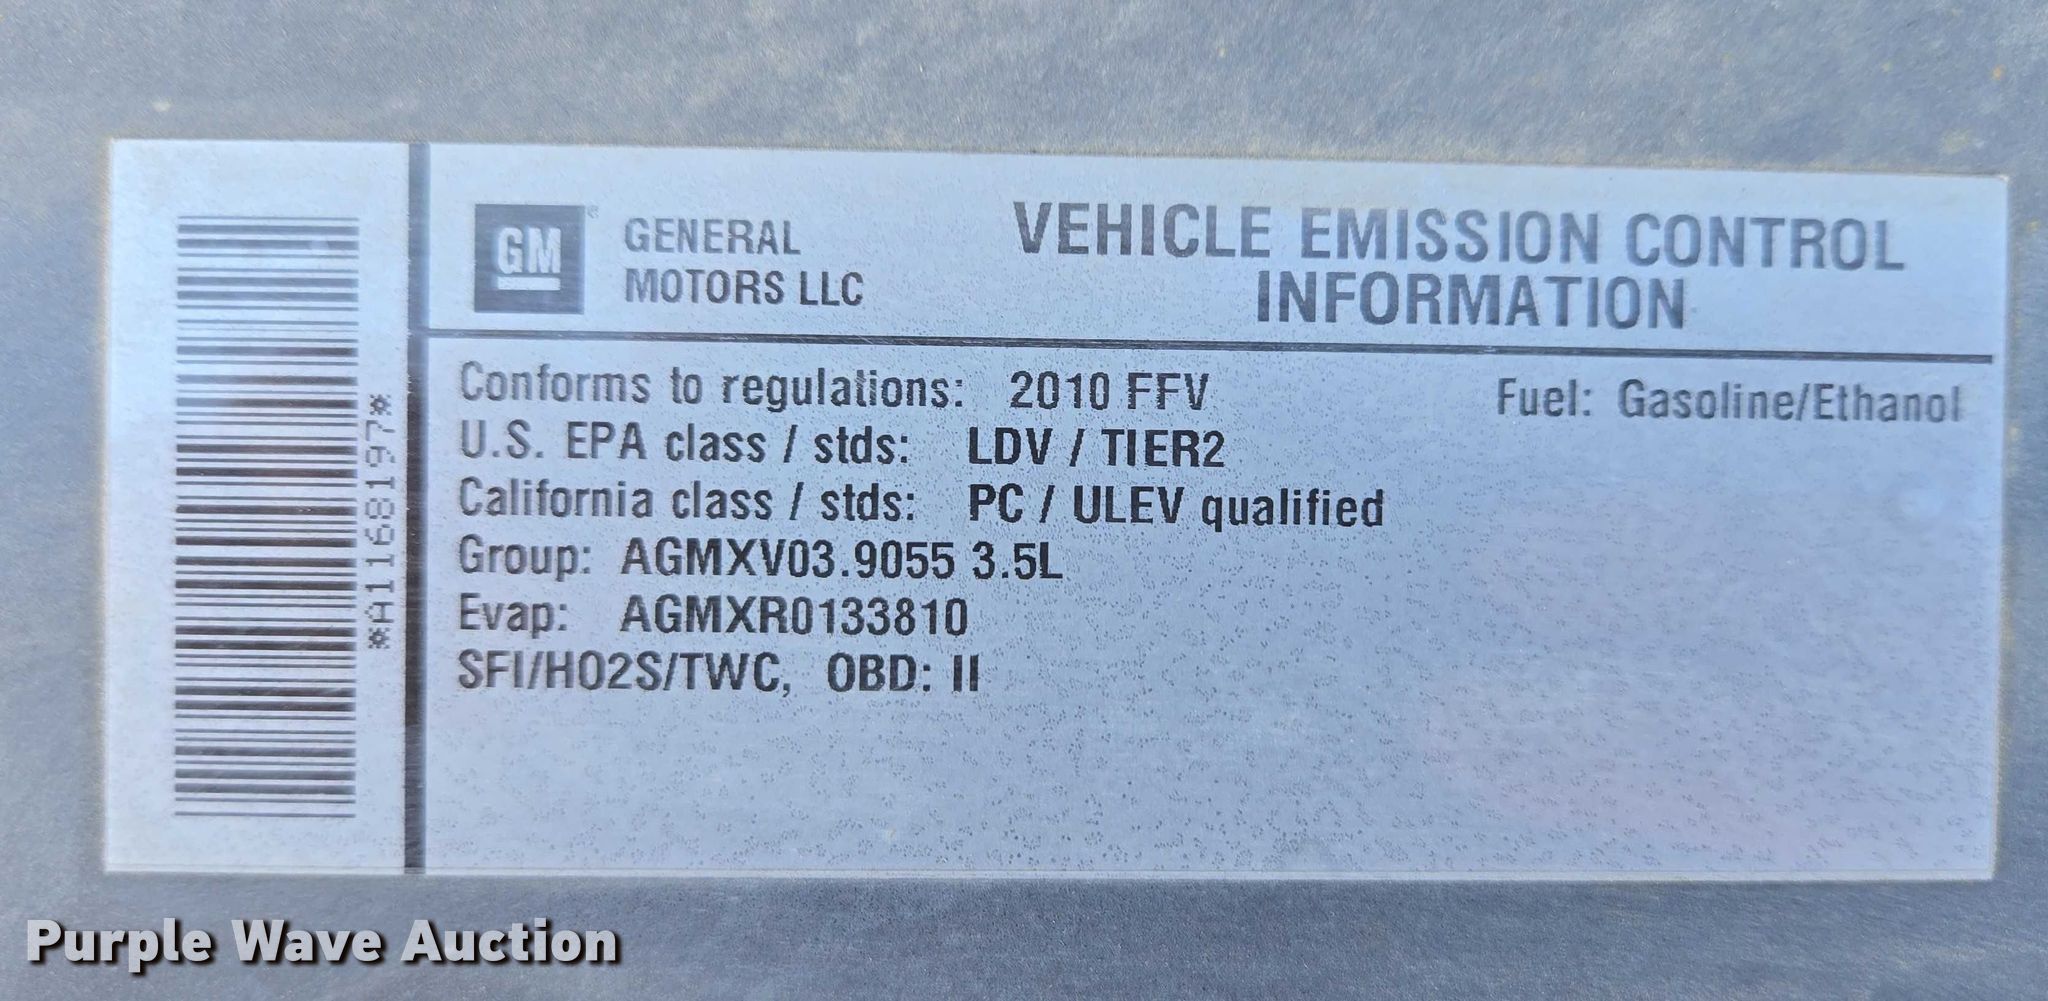 *A1168197*
GM
GENERAL
MOTORS LLC
VEHICLE EMISSION CONTROL
INFORMATION
Conforms to regulations: 2010 FFV
Fuel: Gasoline/Ethanol
U.S. EPA class / stds: LDV / TIER2
California class / stds: PC / ULEV qualified
Group: AGMXV03.9055 3.5L
Evap: AGMXR0133810
SFI/HO2S/TWC, OBD: II
Purple Wave Auction